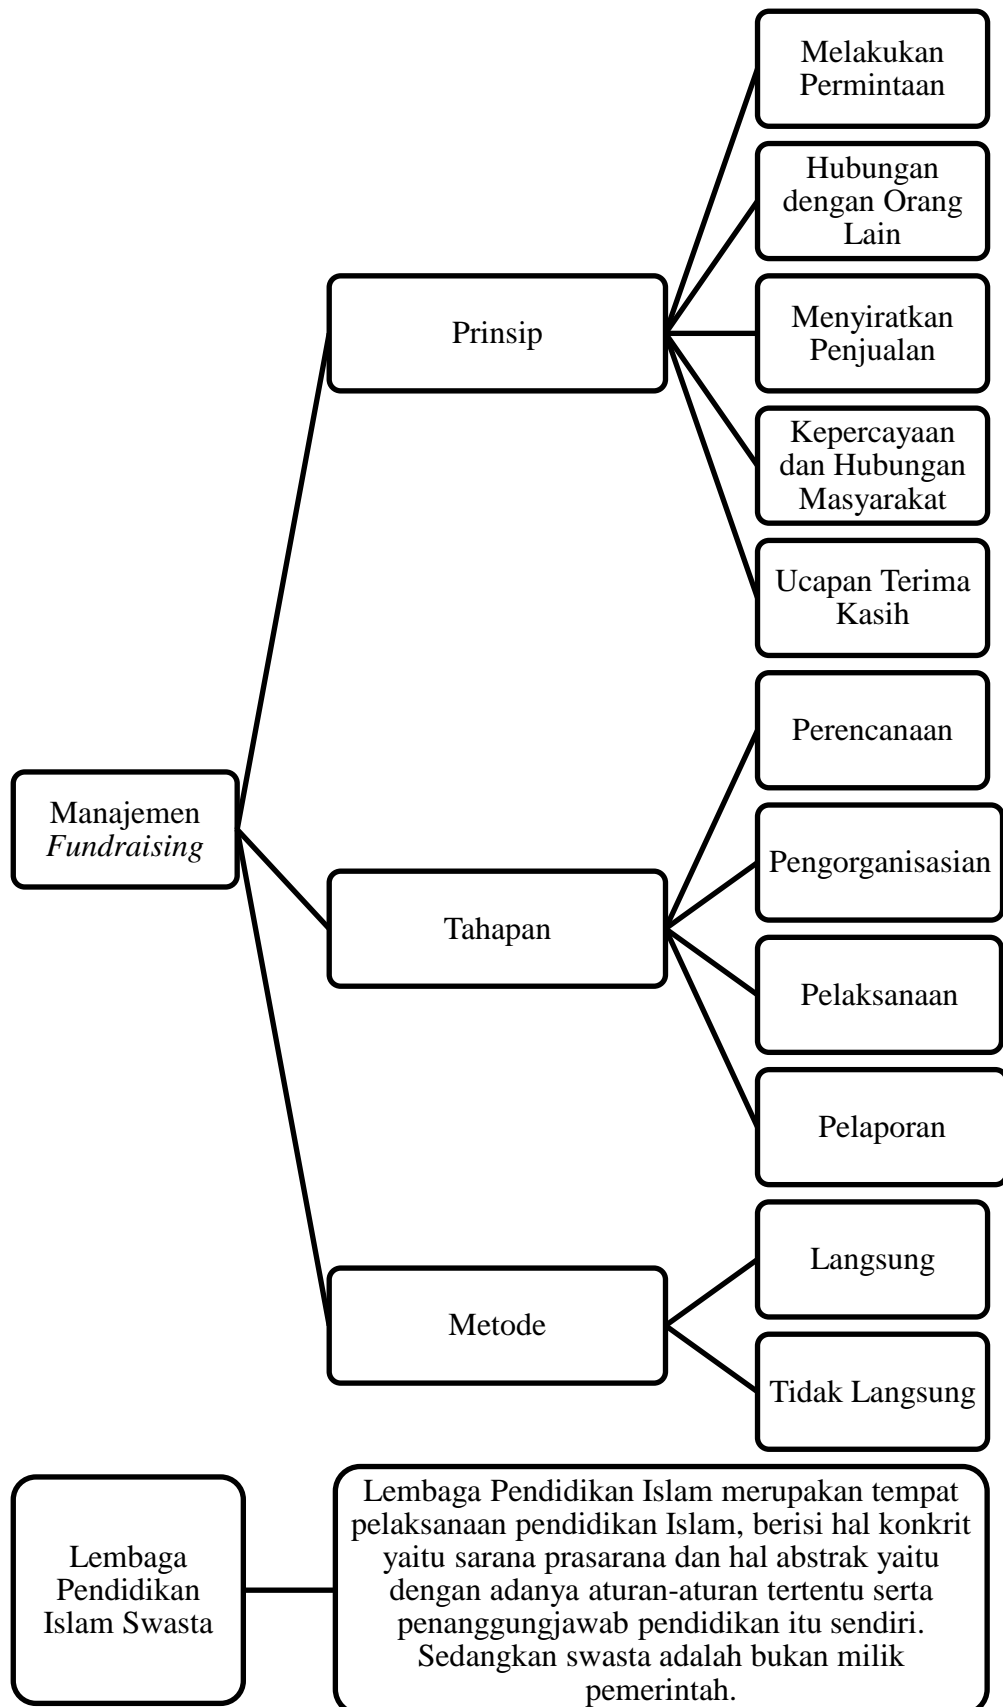 Manajemen
Fundraising
Prinsip
Melakukan
Permintaan
Hubungan
dengan Orang
Lain
Menyiratkan
Penjualan
Kepercayaan
dan Hubungan
Masyarakat
Ucapan Terima
Kasih
Tahapan
Perencanaan
Pengorganisasian
Pelaksanaan
Pelaporan
Metode
Langsung
Tidak Langsung
Lembaga
Pendidikan
Islam Swasta
Lembaga Pendidikan Islam merupakan tempat
pelaksanaan pendidikan Islam, berisi hal konkrit
yaitu sarana prasarana dan hal abstrak yaitu
dengan adanya aturan-aturan tertentu serta
penanggungjawab pendidikan itu sendiri.
Sedangkan swasta adalah bukan milik
pemerintah.